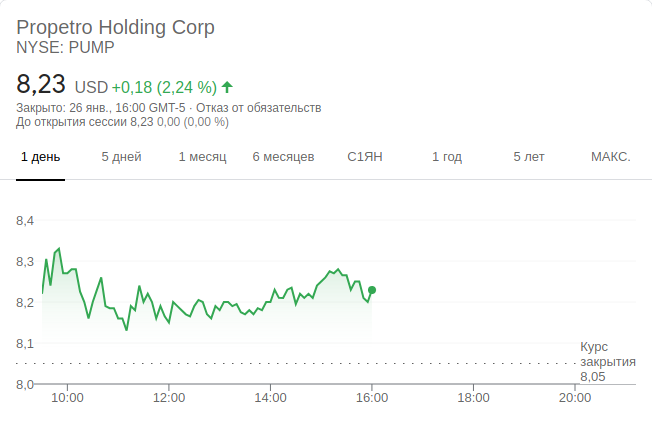 Propetro Holding Corp
NYSE: PUMP
8,23 USD +0,18 (2,24 %)
Закрыто: 26 янв., 16:00 GMT-5 · Отказ от обязательств
До открытия сессии 8,23 0,00 (0,00 %)
1 день 5 дней 1 месяц 6 месяцев С1ЯН 1 год 5 лет МАКС.
8,4
8,3
8,2
8,1
8,0
Курс
закрытия
8,05
10:00 12:00 14:00 16:00 18:00 20:00